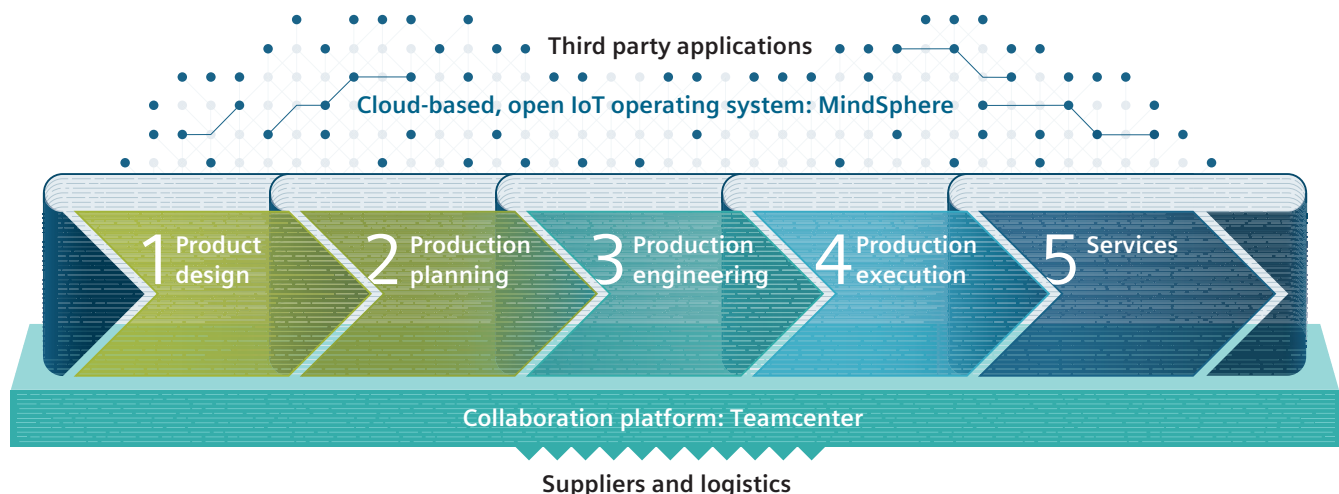 Third party applications
Cloud-based, open IoT operating system: MindSphere
1 Product
design
2 Production
planning
3 Production
engineering
4 Production
execution
5 Services
Collaboration platform: Teamcenter
Suppliers and logistics